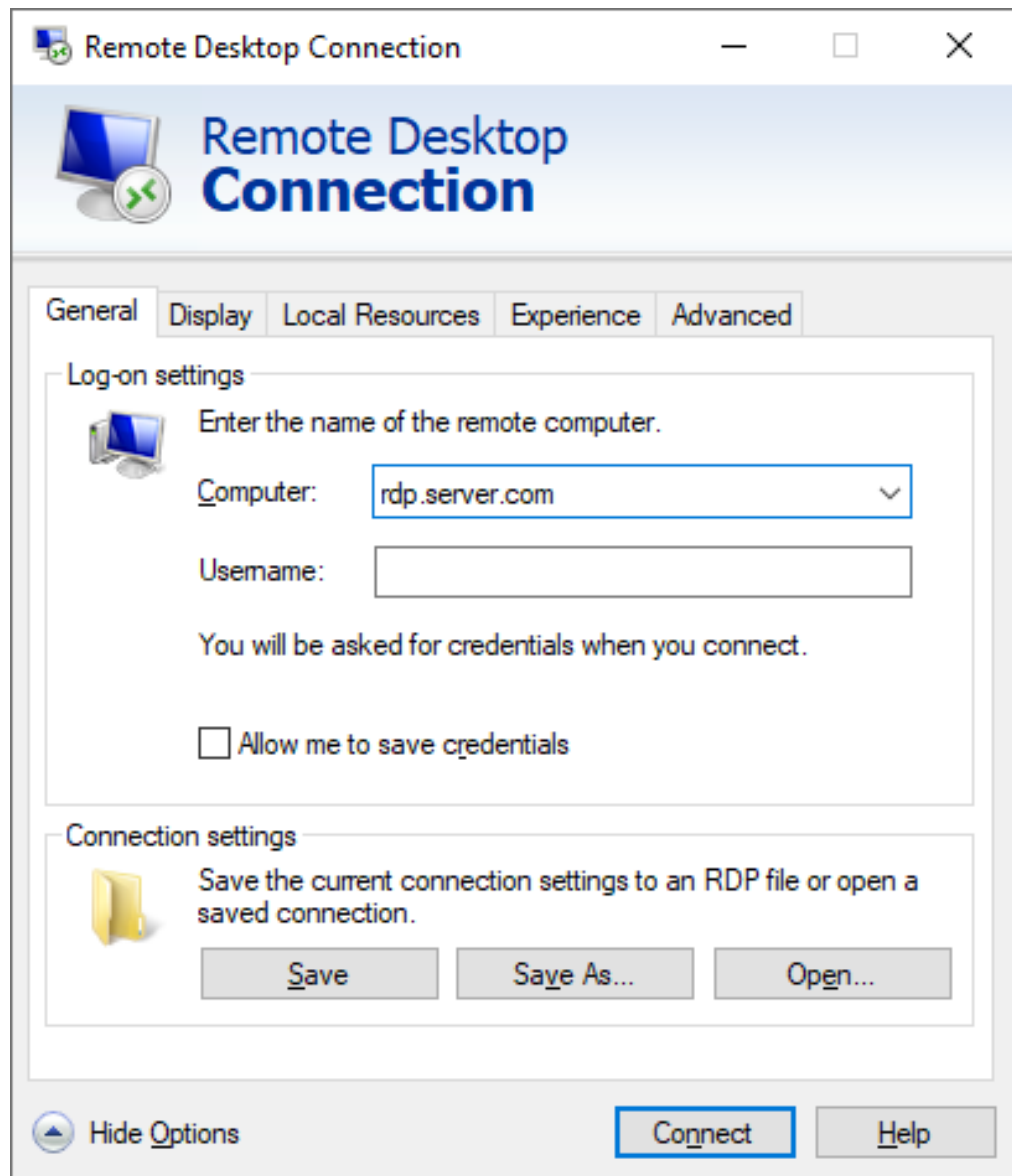 Remote Desktop Connection
Remote Desktop
Connection
General
Display
Local Resources
Experience
Advanced
Log-on settings
Enter the name of the remote computer.
Computer:
rdp.server.com
Username:
You will be asked for credentials when you connect.
Allow me to save credentials
Connection settings
Save the current connection settings to an RDP file or open a
saved connection.
Save
Save As...
Open...
Hide Options
Connect
Help